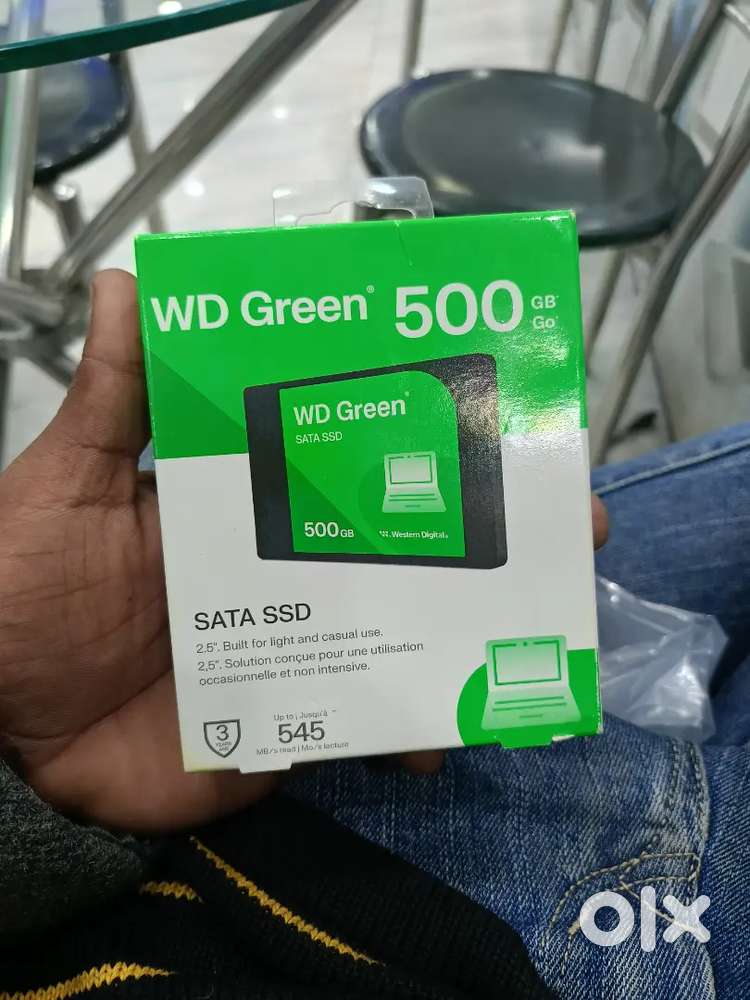 WD Green® 500 GB*
Go*
WD Green®
SATA SSD
500GB
Western Digital®
SATA SSD
2.5". Built for light and casual use.
2,5". Solution conçue pour une utilisation
occasionnelle et non intensive.
3
YEARS
ANS
Up to | Jusqu'à
545
MB/s read | Mo/s lecture
olx